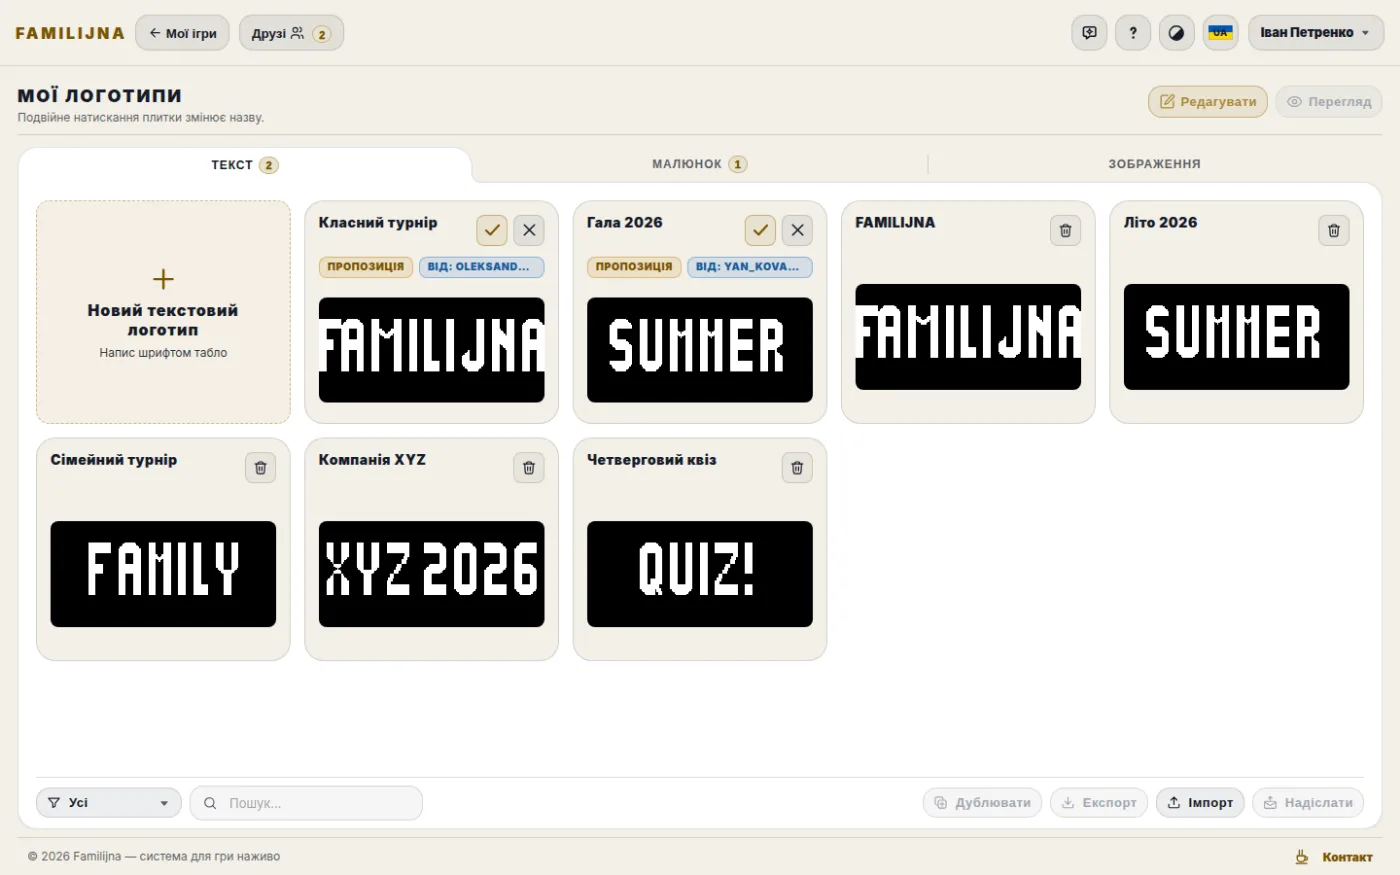 FAMILIJNA
Мої ігри
Друзі 2
?
UA
Іван Петренко
МОЇ ЛОГОТИПИ
Подвійне натискання плитки змінює назву.
Редагувати
Перегляд
ТЕКСТ 2
МАЛЮНОК 1
ЗОБРАЖЕННЯ
Новий текстовий
логотип
Напис шрифтом табло
Класний турнір
ПРОПОЗИЦІЯ
ВІД: OLEKSAND...
FAMILIJNA
Гала 2026
ПРОПОЗИЦІЯ
ВІД: YAN_KOVA...
SUMMER
FAMILIJNA
FAMILIJNA
Літо 2026
SUMMER
Сімейний турнір
FAMILY
Компанія XYZ
XYZ 2026
Четверговий квіз
QUIZ!
Усі
Пошук...
Дублювати
Експорт
Імпорт
Надіслати
© 2026 Familijna — система для гри наживо
Контакт